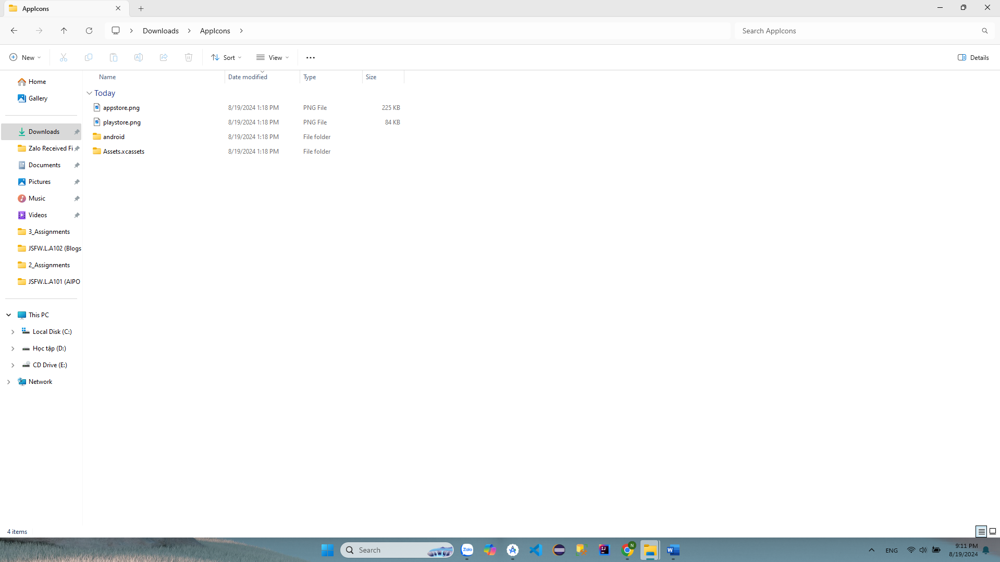 AppIcons
Downloads
AppIcons
Search AppIcons
New
Sort
View
Details
Name
Date modified
Type
Size
Today
appstore.png 8/19/2024 1:18 PM PNG File 225 KB
playstore.png 8/19/2024 1:18 PM PNG File 84 KB
android 8/19/2024 1:18 PM File folder
Assets.xcassets 8/19/2024 1:18 PM File folder
Home
Gallery
Downloads
Zalo Received Fi
Documents
Pictures
Music
Videos
3_Assignments
JSFW.L.A102 (Blogs
2_Assignments
JSFW.L.A101 (AIPO
This PC
Local Disk (C:)
Học tập (D:)
CD Drive (E:)
Network
4 items
Search
Zalo
N
ENG
9:11 PM
8/19/2024